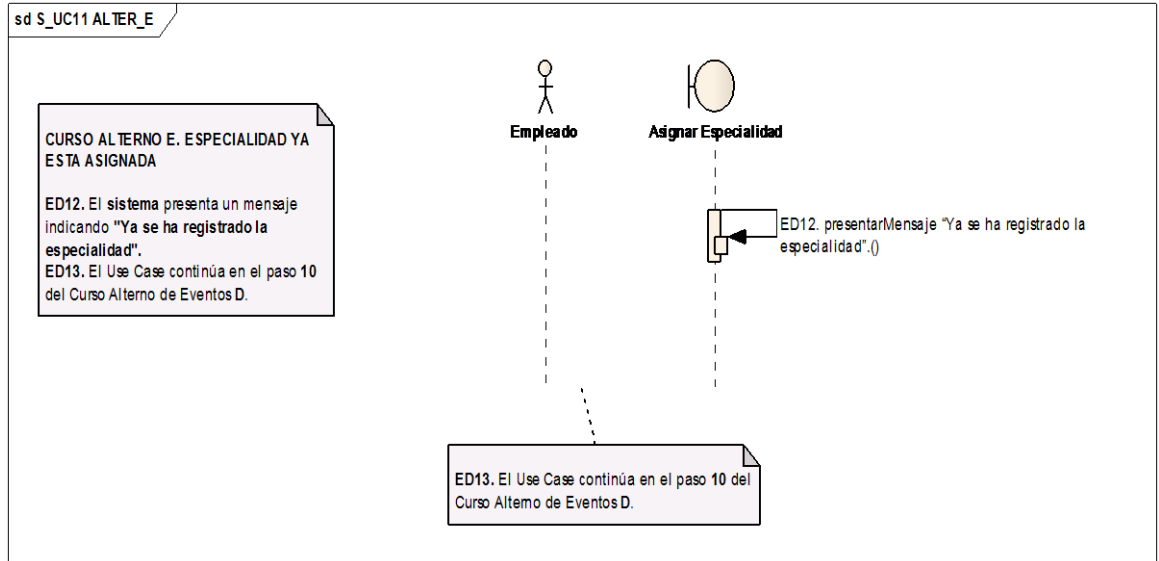 sd S_UC11 ALTER_E
Empleado
Asignar Especialidad
CURSO ALTERNO E. ESPECIALIDAD YA
ESTA ASIGNADA
ED12. El sistema presenta un mensaje
indicando "Ya se ha registrado la
especialidad".
ED13. El Use Case continúa en el paso 10
del Curso Alterno de Eventos D.
ED12. presentarMensaje “Ya se ha registrado la
especialidad”.()
ED13. El Use Case continúa en el paso 10 del
Curso Alterno de Eventos D.